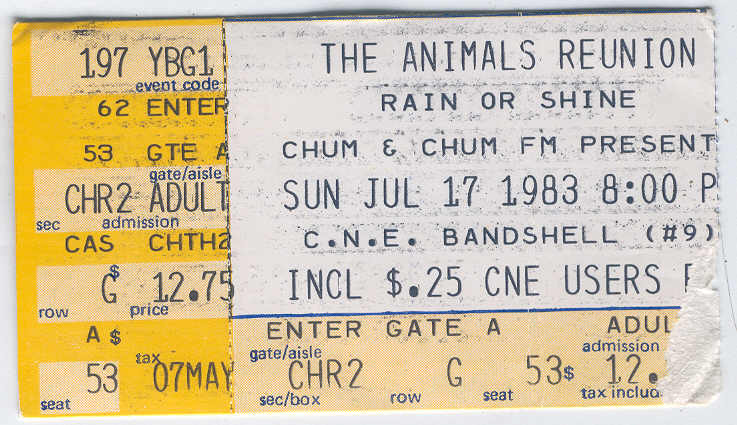 197 YBG1
event code
62 ENTER
53 GTE A
gate/aisle
CHR2 ADULT
sec admission
CAS CHTH2
$
G 12.75
row price
A $
tax
53 07MAY
seat
THE ANIMALS REUNION
RAIN OR SHINE
CHUM & CHUM FM PRESENT
SUN JUL 17 1983 8:00 P
C.N.E. BANDSHELL (#9)
INCL $.25 CNE USERS
ENTER GATE A ADUL
gate/aisle admission
CHR2 G 53 $ 12.
sec/box row seat tax includ